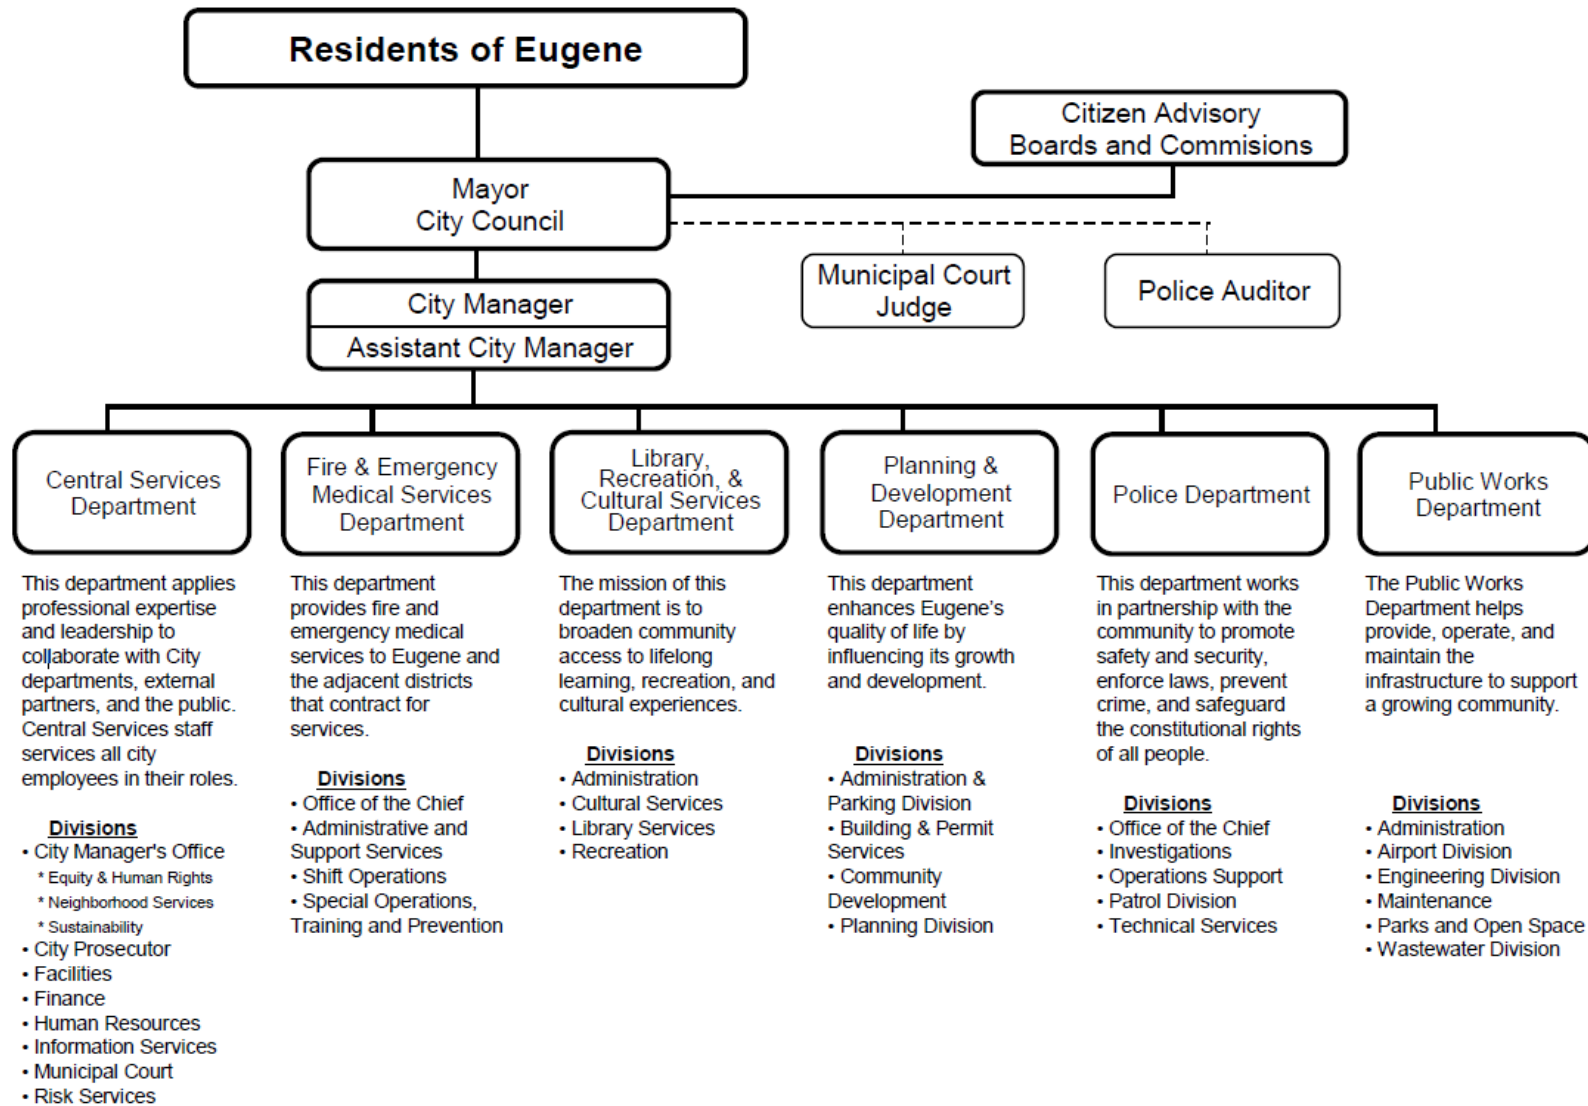 Residents of Eugene
Citizen Advisory
Boards and Commisions
Mayor
City Council
Municipal Court
Judge
Police Auditor
City Manager
Assistant City Manager
Central Services
Department
Fire & Emergency
Medical Services
Department
Library,
Recreation, &
Cultural Services
Department
Planning &
Development
Department
Police Department
Public Works
Department
This department applies
professional expertise
and leadership to
collaborate with City
departments, external
partners, and the public.
Central Services staff
services all city
employees in their roles.
Divisions
• City Manager's Office
* Equity & Human Rights
* Neighborhood Services
* Sustainability
• City Prosecutor
• Facilities
• Finance
• Human Resources
• Information Services
• Municipal Court
• Risk Services
This department
provides fire and
emergency medical
services to Eugene and
the adjacent districts
that contract for
services.
Divisions
• Office of the Chief
• Administrative and
Support Services
• Shift Operations
• Special Operations,
Training and Prevention
The mission of this
department is to
broaden community
access to lifelong
learning, recreation, and
cultural experiences.
Divisions
• Administration
• Cultural Services
• Library Services
• Recreation
This department
enhances Eugene's
quality of life by
influencing its growth
and development.
Divisions
• Administration &
Parking Division
• Building & Permit
Services
• Community
Development
• Planning Division
This department works
in partnership with the
community to promote
safety and security,
enforce laws, prevent
crime, and safeguard
the constitutional rights
of all people.
Divisions
• Office of the Chief
• Investigations
• Operations Support
• Patrol Division
• Technical Services
The Public Works
Department helps
provide, operate, and
maintain the
infrastructure to support
a growing community.
Divisions
• Administration
• Airport Division
• Engineering Division
• Maintenance
• Parks and Open Space
• Wastewater Division